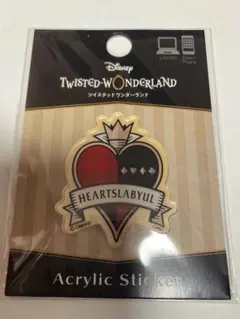 Disney
TWISTED-WONDERLAND
ツイステッドワンダーランド
HEARTSLABYUL
© Disney
Acrylic Sticker